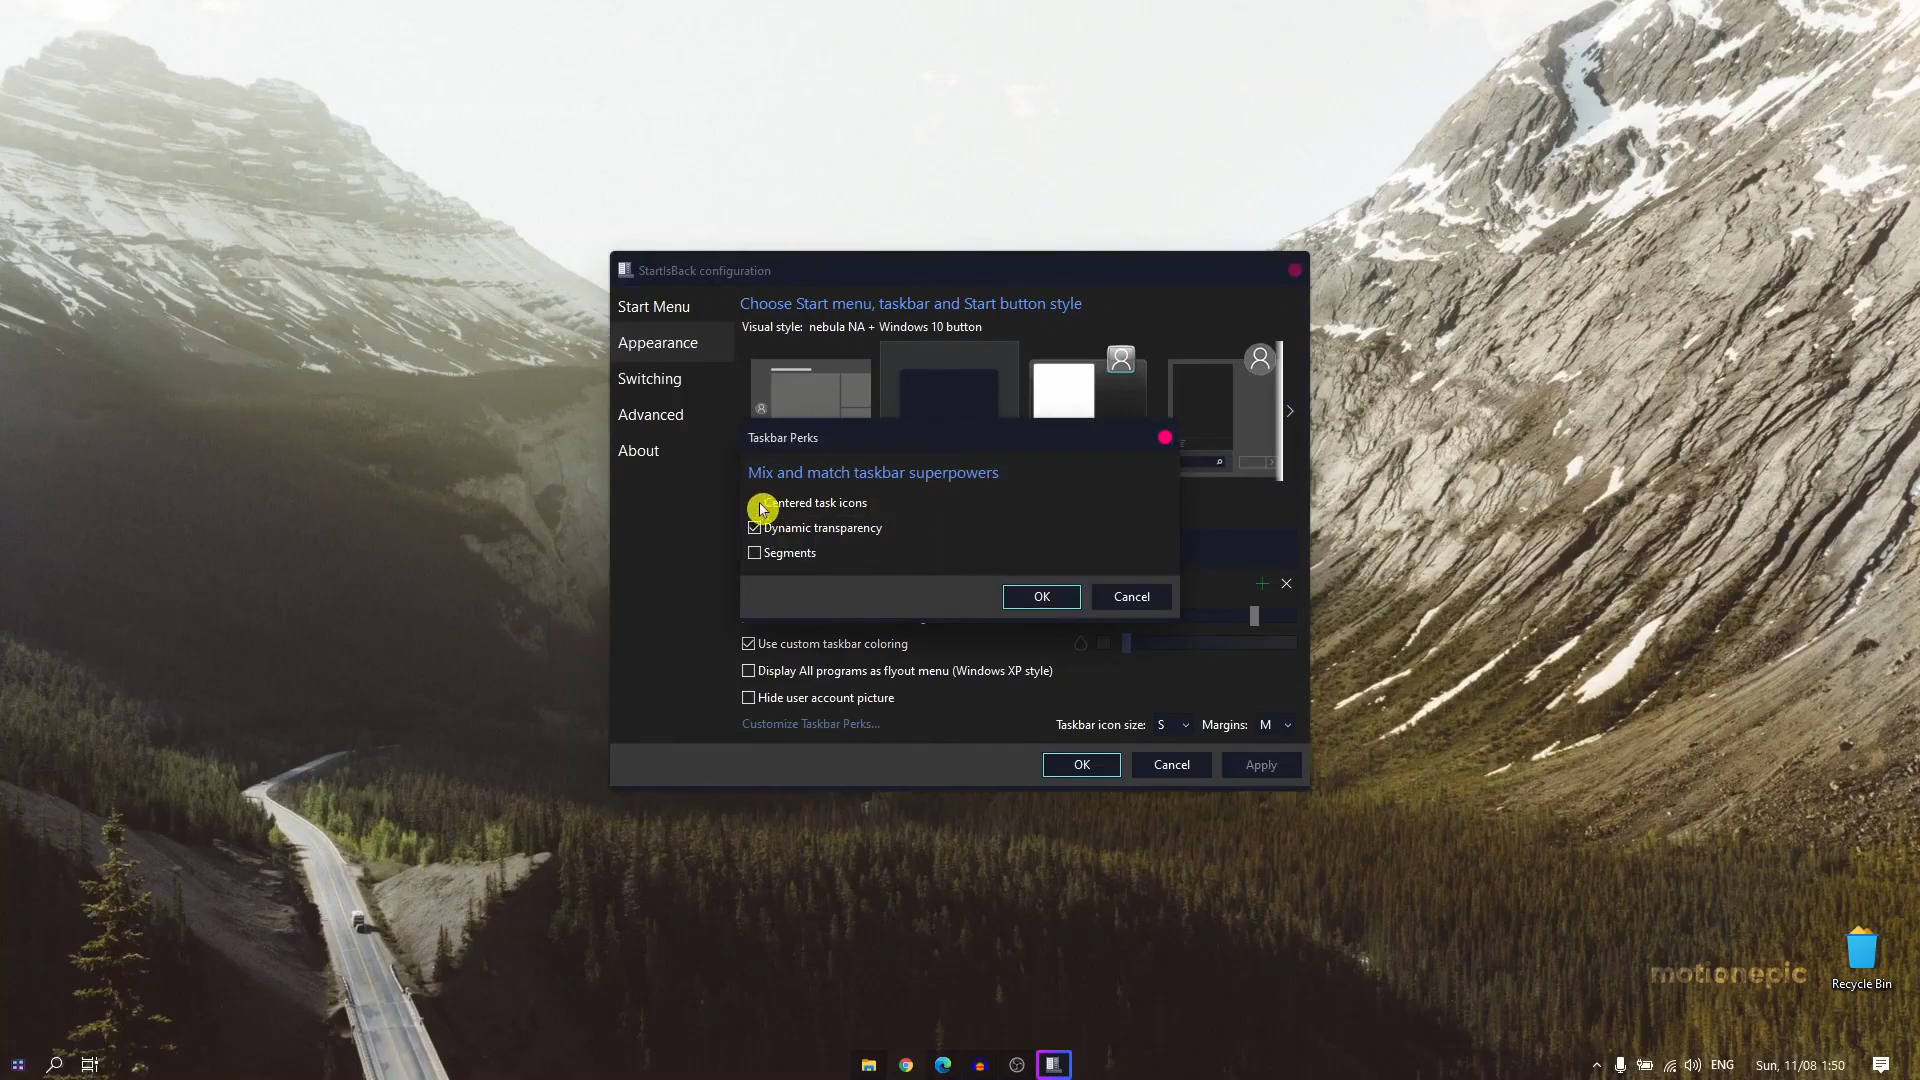 StartIsBack configuration
Start Menu
Appearance
Switching
Advanced
About
Choose Start menu, taskbar and Start button style
Visual style: nebula NA + Windows 10 button
Taskbar Perks
Mix and match taskbar superpowers
Centered task icons
Dynamic transparency
Segments
OK
Cancel
Use custom taskbar coloring
Display All programs as flyout menu (Windows XP style)
Hide user account picture
Customize Taskbar Perks...
Taskbar icon size: S
Margins: M
OK
Cancel
Apply
motionepic
Recycle Bin
ENG
Sun, 11/08 1:50